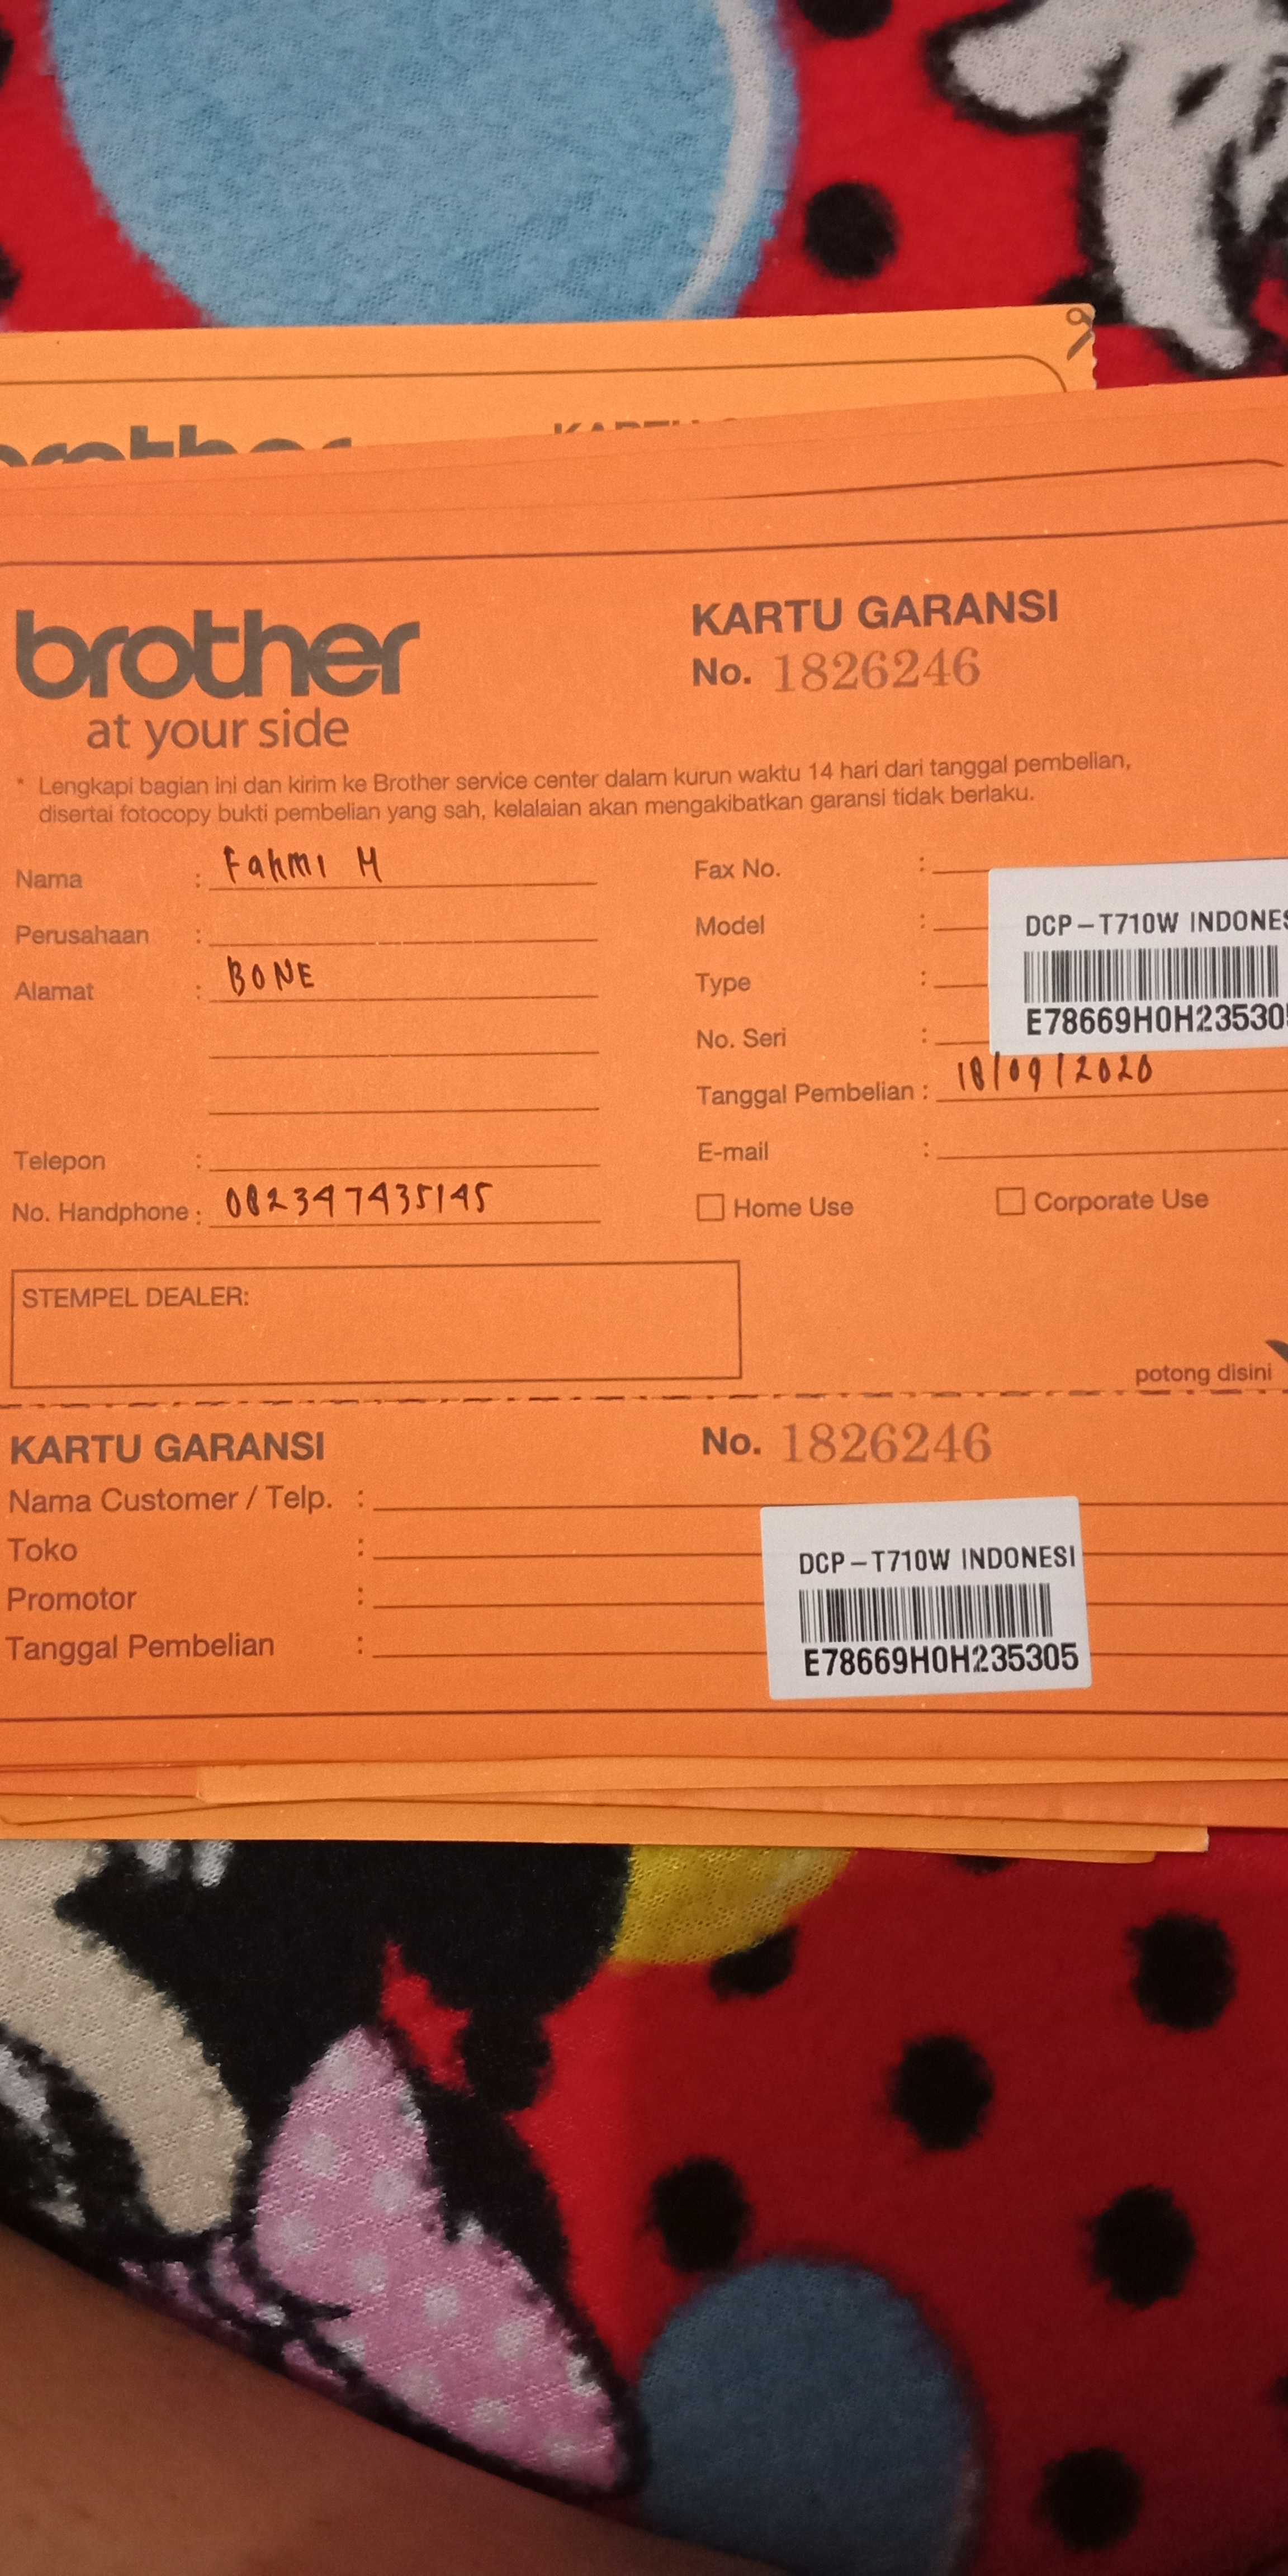 brother
KARTU GARANSI
No. 1826246
at your side
* Lengkapi bagian ini dan kirim ke Brother service center dalam kurun waktu 14 hari dari tanggal pembelian,
disertai fotocopy bukti pembelian yang sah, kelalaian akan mengakibatkan garansi tidak berlaku.
Nama : Fahmi M
Perusahaan :
Alamat : BONE
Telepon :
No. Handphone : 082347435145
Fax No. :
Model :
Type :
No. Seri :
DCP-T710W INDONES
E78669H0H23530
Tanggal Pembelian : 18/09/2020
E-mail :
Home Use
Corporate Use
STEMPEL DEALER:
potong disini
KARTU GARANSI
No. 1826246
Nama Customer / Telp. :
Toko :
Promotor :
Tanggal Pembelian :
DCP-T710W INDONESI
E78669H0H235305